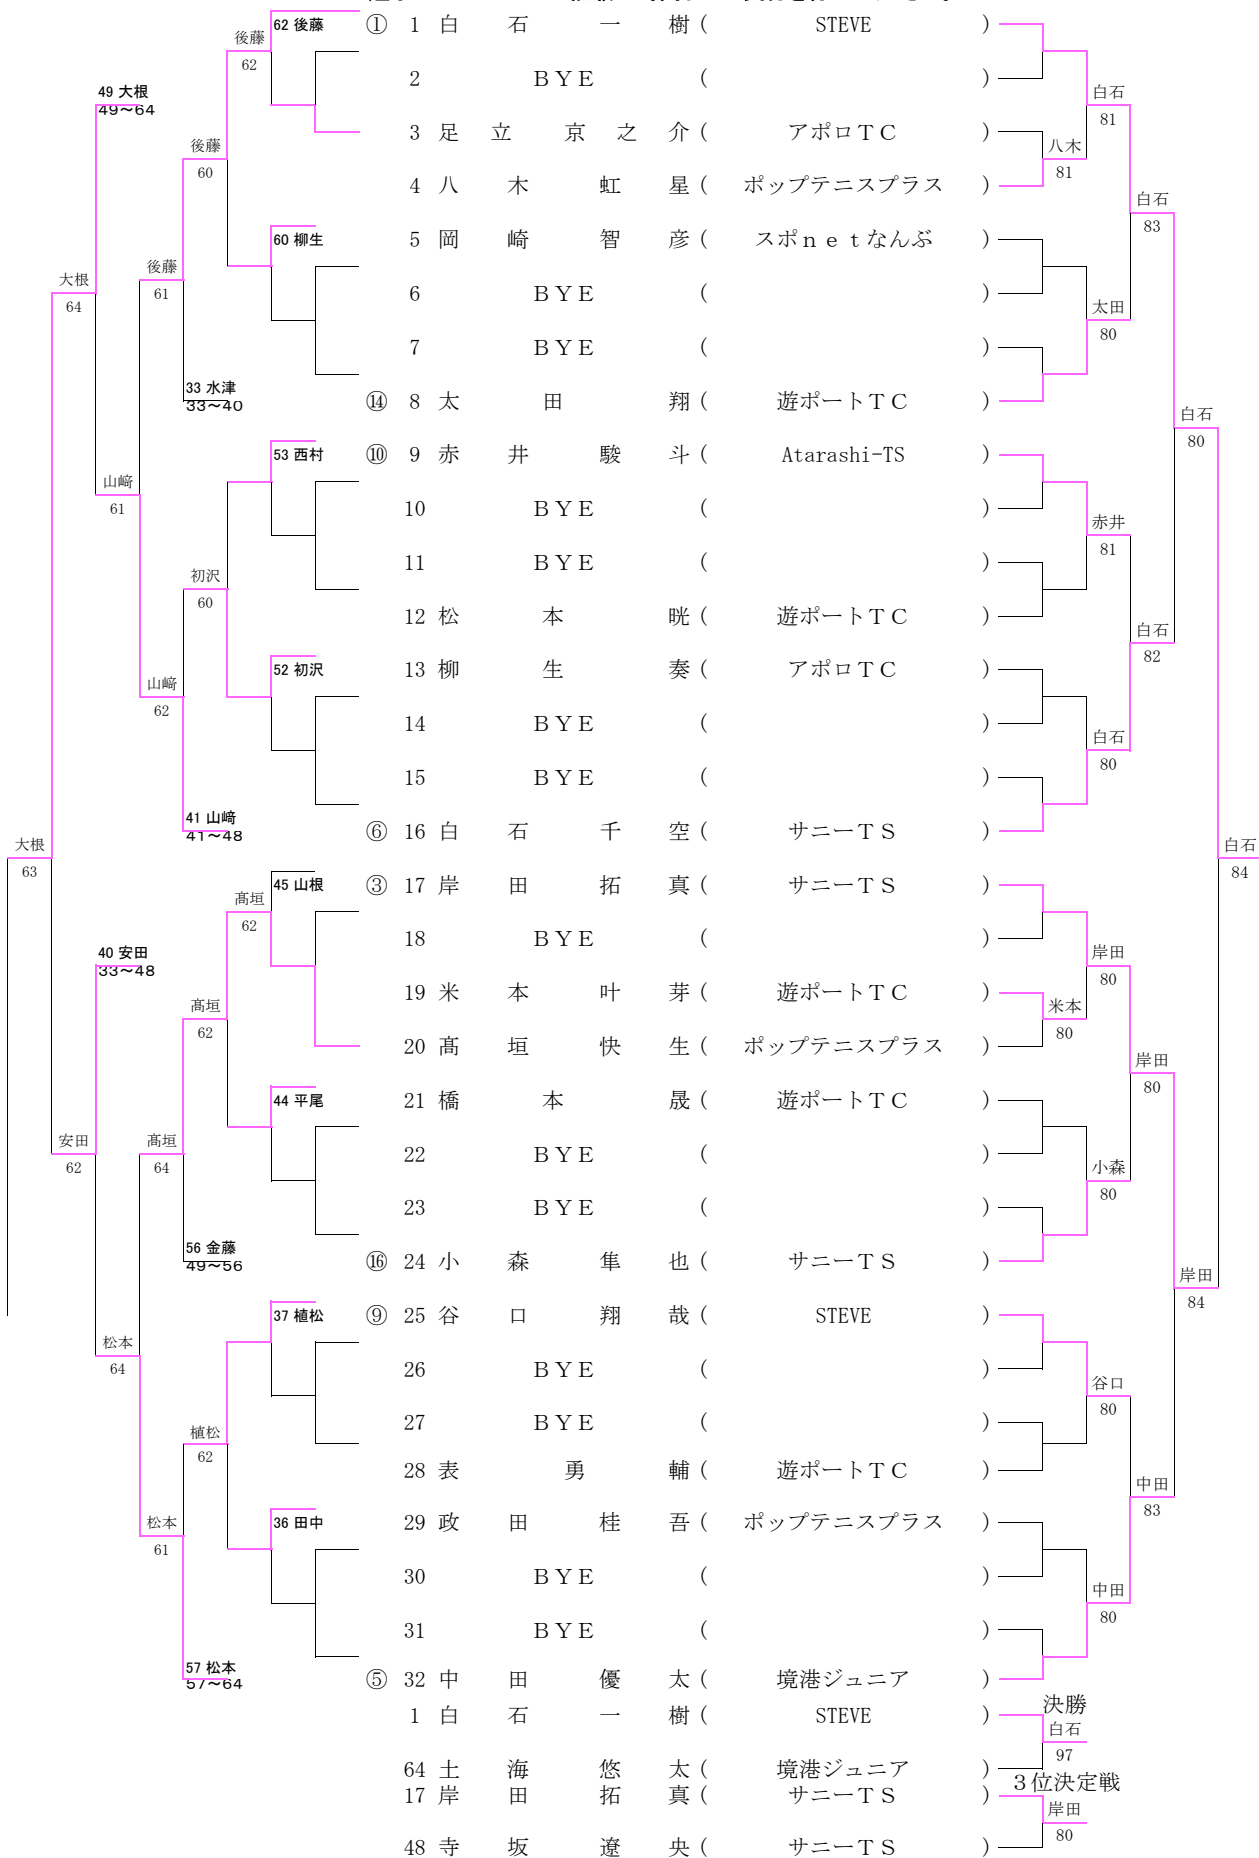 62 後藤 ① 1 白 石 一 樹 ( STEVE )
後藤
62
2 ＢＹＥ ( )
49 大根
49～64
白石
81
3 足 立 京 之 介 ( アポロＴＣ )
後藤
60
八木
81
4 八 木 虹 星 ( ポップテニスプラス )
白石
83
60 柳生 5 岡 崎 智 彦 ( スポｎｅｔなんぶ )
大根
64
後藤
61
6 ＢＹＥ ( )
太田
80
7 ＢＹＥ ( )
33 水津
33～40
⑭ 8 太 田 翔 ( 遊ポートＴＣ )
白石
80
53 西村 ⑩ 9 赤 井 駿 斗 ( Atarashi-TS )
山﨑
61
10 ＢＹＥ ( )
赤井
81
11 ＢＹＥ ( )
初沢
60
12 松 本 晄 ( 遊ポートＴＣ )
白石
82
52 初沢 13 柳 生 奏 ( アポロＴＣ )
山﨑
62
14 ＢＹＥ ( )
白石
80
15 ＢＹＥ ( )
41 山﨑
41～48
⑥ 16 白 石 千 空 ( サニーＴＳ )
大根
63
白石
84
45 山根 ③ 17 岸 田 拓 真 ( サニーＴＳ )
髙垣
62
18 ＢＹＥ ( )
40 安田
33～48
岸田
80
19 米 本 叶 芽 ( 遊ポートＴＣ )
髙垣
62
米本
80
20 髙 垣 快 生 ( ポップテニスプラス )
岸田
80
44 平尾 21 橋 本 晟 ( 遊ポートＴＣ )
安田
62
髙垣
64
22 ＢＹＥ ( )
小森
80
23 ＢＹＥ ( )
56 金藤
49～56
⑯ 24 小 森 隼 也 ( サニーＴＳ )
岸田
84
37 植松 ⑨ 25 谷 口 翔 哉 ( STEVE )
松本
64
26 ＢＹＥ ( )
谷口
80
27 ＢＹＥ ( )
植松
62
28 表 勇 輔 ( 遊ポートＴＣ )
中田
83
松本
61
36 田中 29 政 田 桂 吾 ( ポップテニスプラス )
30 ＢＹＥ ( )
中田
80
31 ＢＹＥ ( )
57 松本
57～64
⑤ 32 中 田 優 太 ( 境港ジュニア )
決勝
1 白 石 一 樹 ( STEVE )
白石
97
64 土 海 悠 太 ( 境港ジュニア )
３位決定戦
17 岸 田 拓 真 ( サニーＴＳ )
岸田
80
48 寺 坂 遼 央 ( サニーＴＳ )